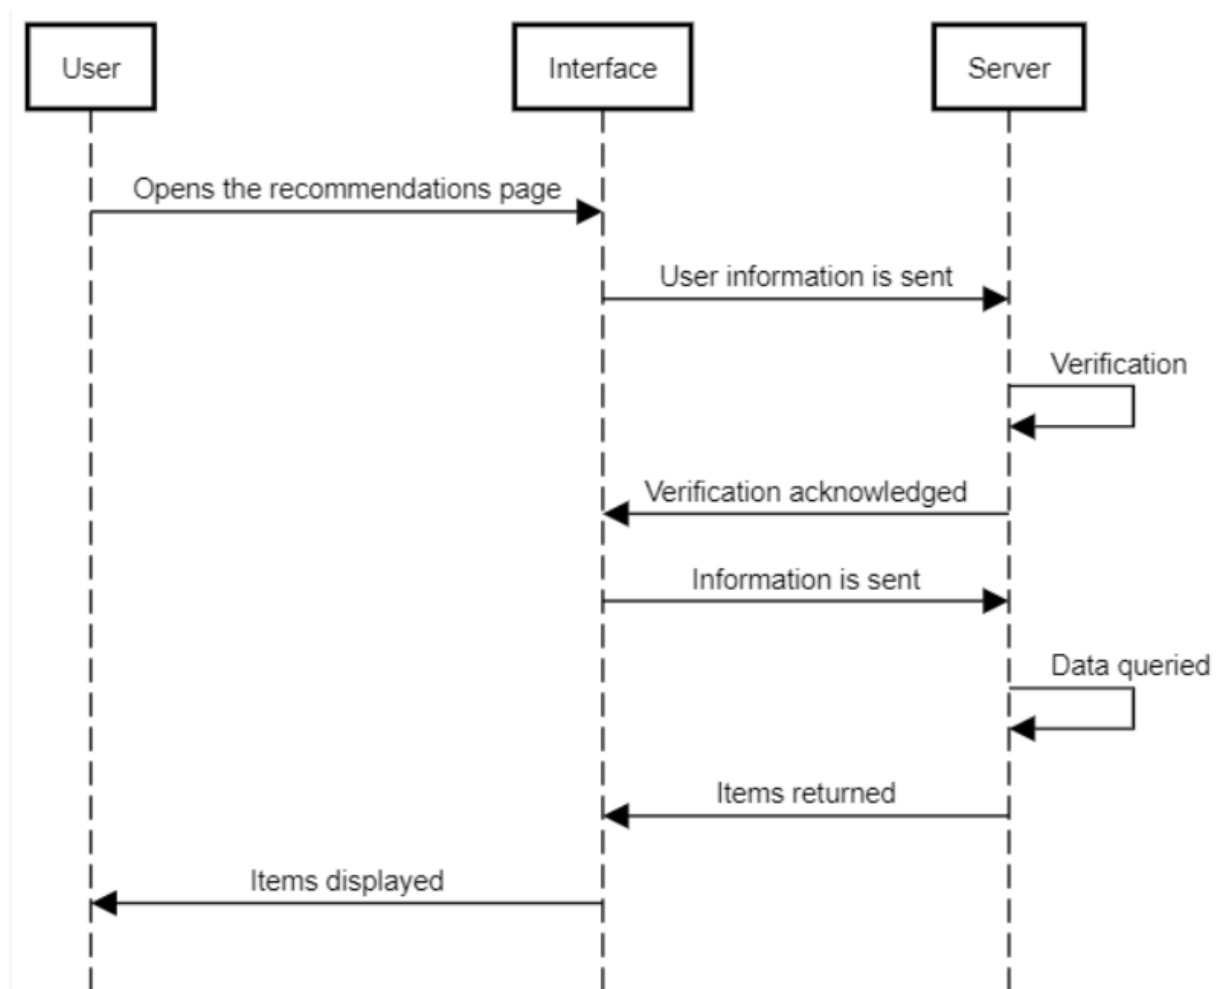 User
Interface
Server
Opens the recommendations page
User information is sent
Verification
Verification acknowledged
Information is sent
Data queried
Items returned
Items displayed